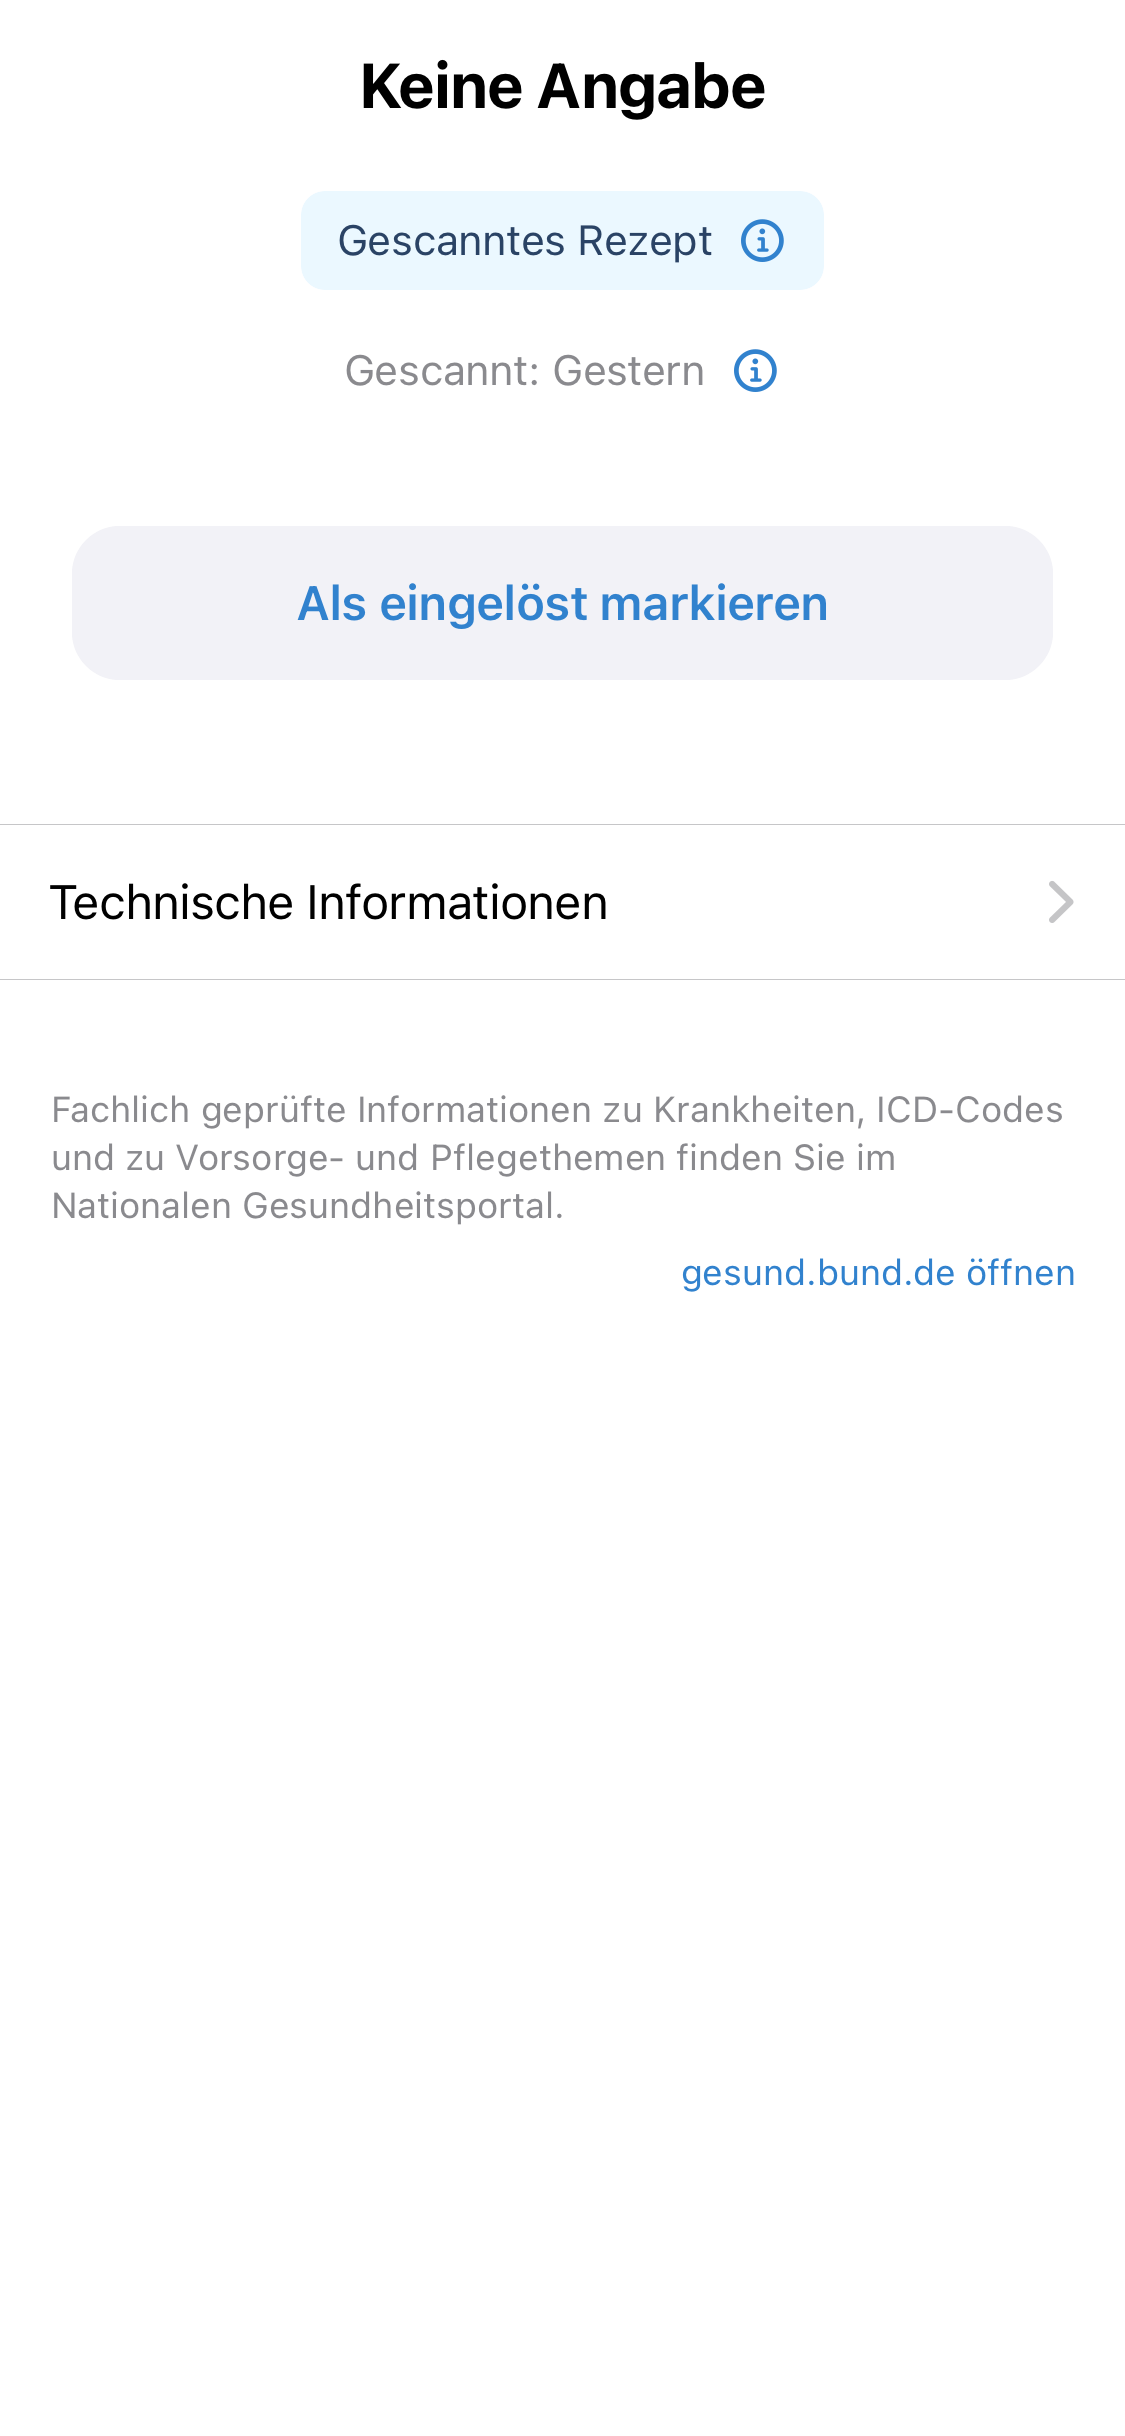 Keine Angabe
Gescanntes Rezept
Gescannt: Gestern
Als eingelöst markieren
Technische Informationen
Fachlich geprüfte Informationen zu Krankheiten, ICD-Codes
und zu Vorsorge- und Pflegethemen finden Sie im
Nationalen Gesundheitsportal.
gesund.bund.de öffnen